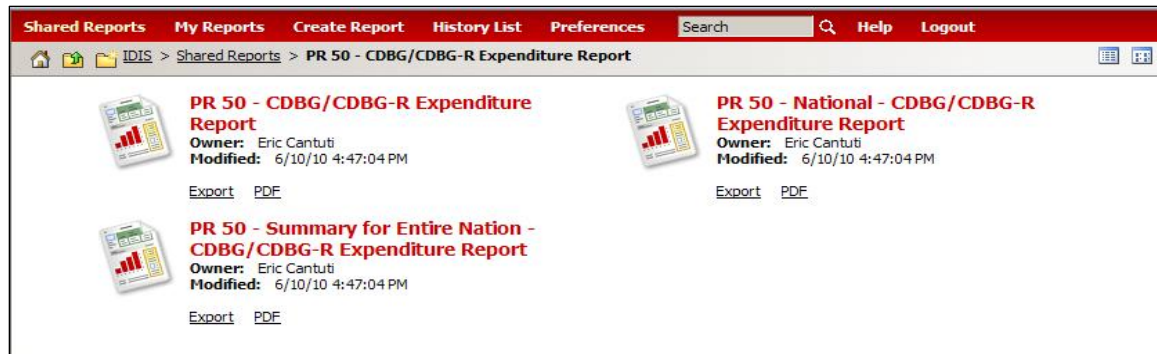 Shared Reports My Reports Create Report History List Preferences Search Help Logout
IDIS > Shared Reports > PR 50 - CDBG/CDBG-R Expenditure Report
PR 50 - CDBG/CDBG-R Expenditure
Report
Owner: Eric Cantuti
Modified: 6/10/10 4:47:04 PM
Export PDF
PR 50 - National - CDBG/CDBG-R
Expenditure Report
Owner: Eric Cantuti
Modified: 6/10/10 4:47:04 PM
Export PDF
PR 50 - Summary for Entire Nation -
CDBG/CDBG-R Expenditure Report
Owner: Eric Cantuti
Modified: 6/10/10 4:47:04 PM
Export PDF